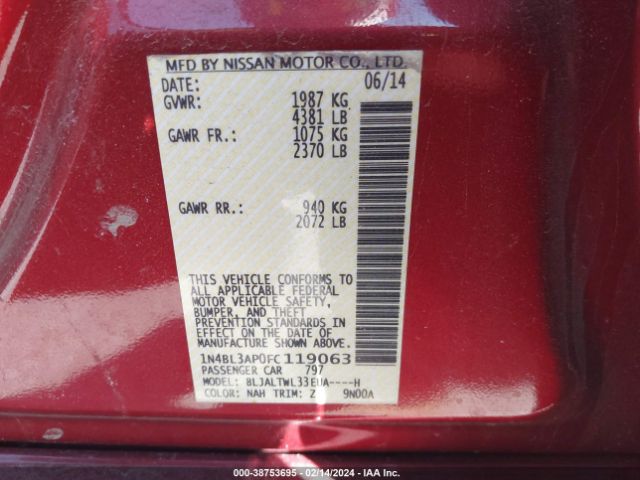 MFD BY NISSAN MOTOR CO., LTD.
DATE: 06/14
GVWR: 1987 KG
4381 LB
GAWR FR.: 1075 KG
2370 LB
GAWR RR.: 940 KG
2072 LB
THIS VEHICLE CONFORMS TO
ALL APPLICABLE FEDERAL
MOTOR VEHICLE SAFETY,
BUMPER, AND THEFT
PREVENTION STANDARDS IN
EFFECT ON THE DATE OF
MANUFACTURE SHOWN ABOVE.
1N4BL3AP0FC119063
PASSENGER CAR 797
MODEL: BLJALTWL33EUA----H
COLOR: NAH TRIM: Z 9N00A
000-38753695 - 02/14/2024 - IAA Inc.